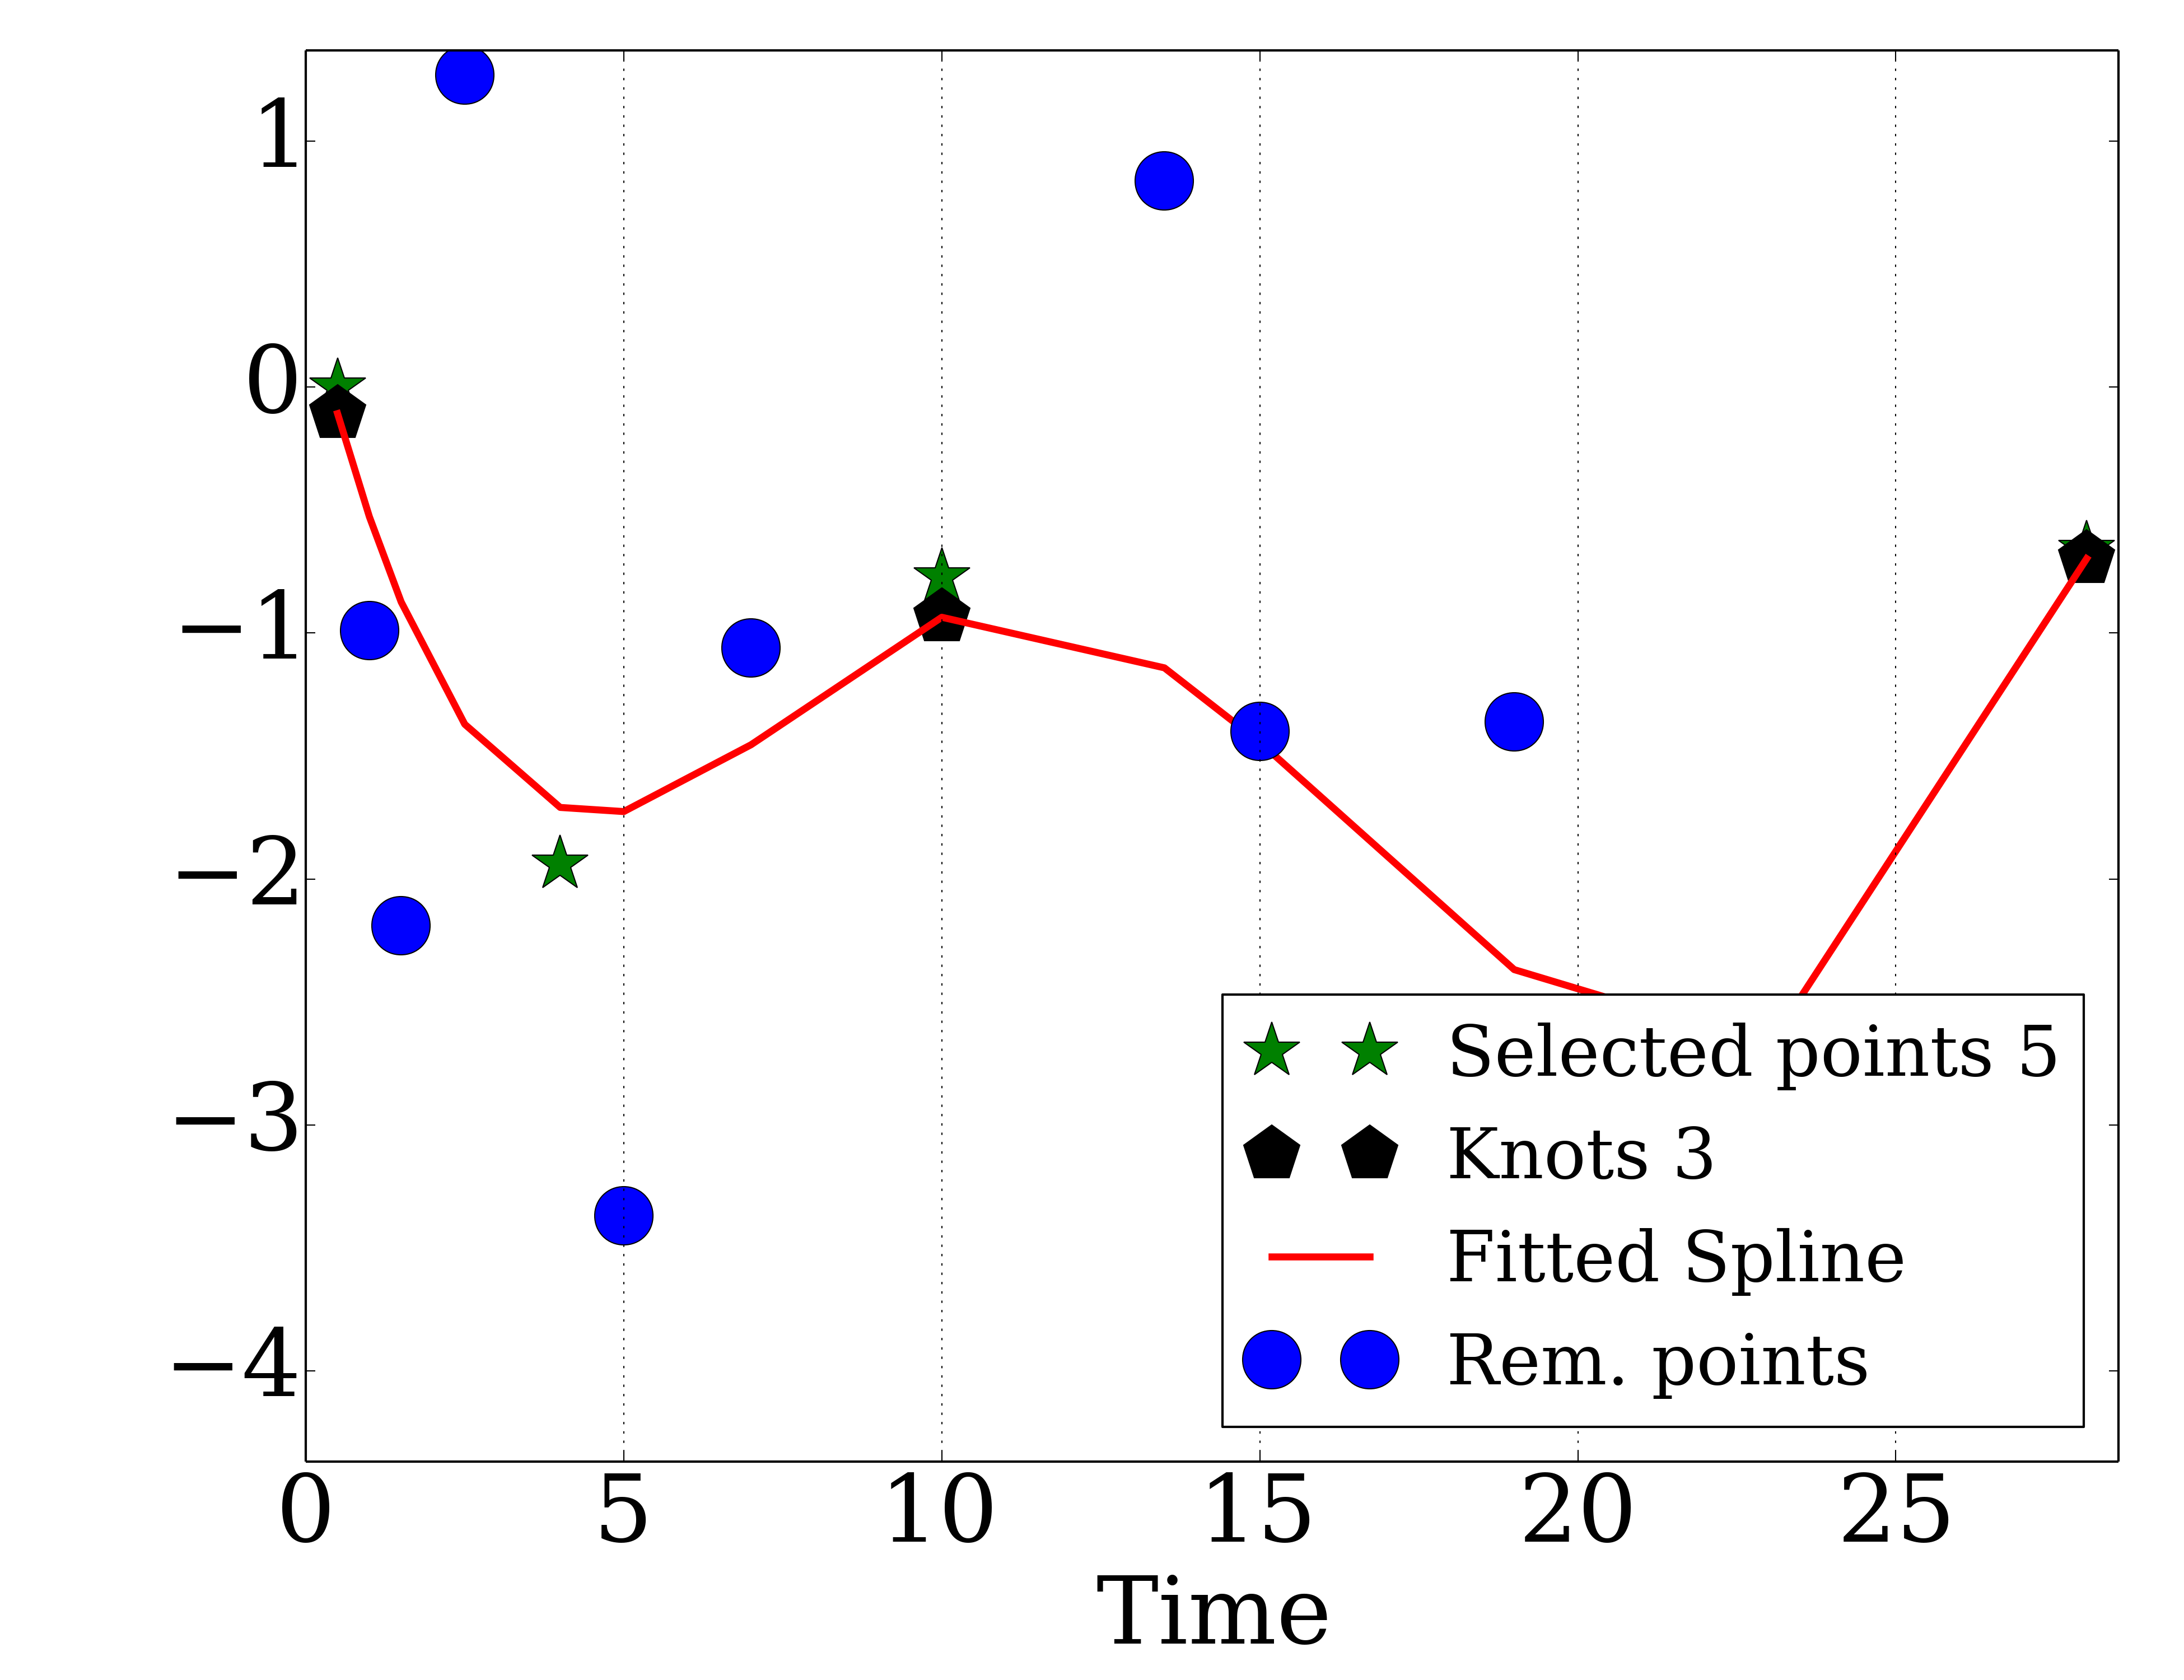 1
0
−1
−2
−3
−4
Selected points 5
Knots 3
Fitted Spline
Rem. points
0 5 10 15 20 25
Time